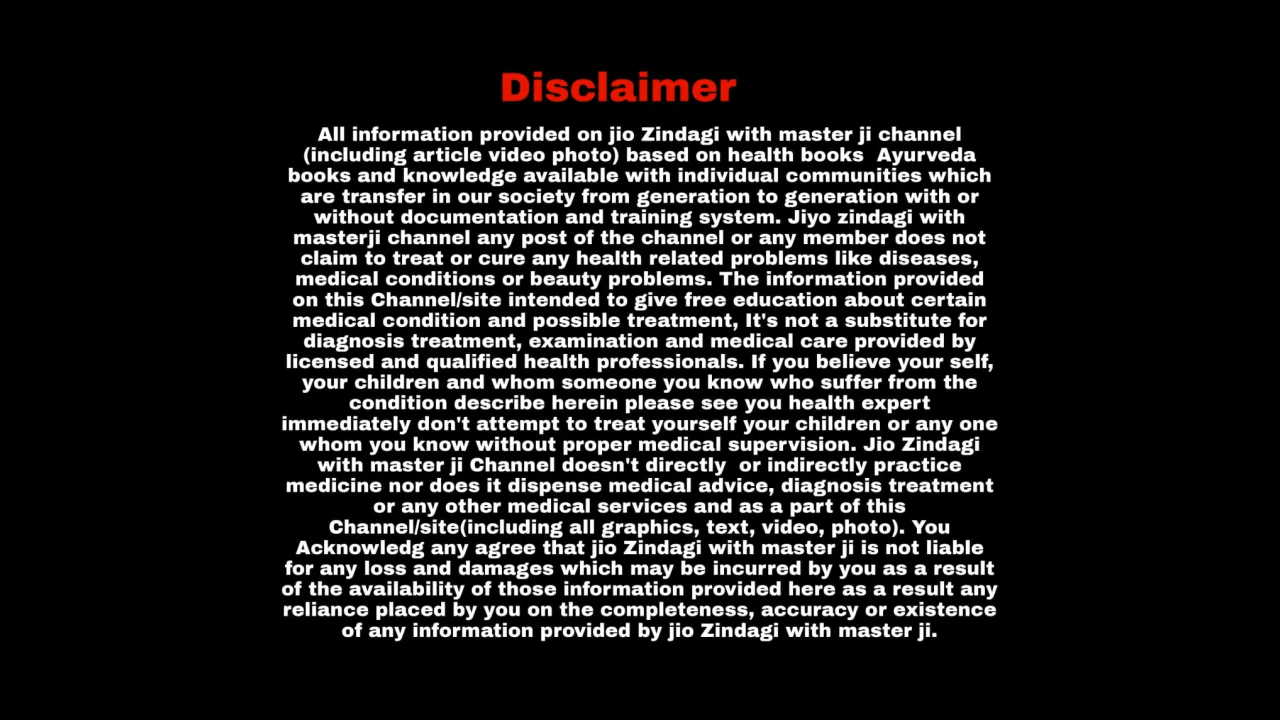 Disclaimer
All information provided on jio Zindagi with master ji channel
(including article video photo) based on health books  Ayurveda
books and knowledge available with individual communities which
are transfer in our society from generation to generation with or
without documentation and training system. Jiyo zindagi with
masterji channel any post of the channel or any member does not
claim to treat or cure any health related problems like diseases,
medical conditions or beauty problems. The information provided
on this Channel/site intended to give free education about certain
medical condition and possible treatment, It's not a substitute for
diagnosis treatment, examination and medical care provided by
licensed and qualified health professionals. If you believe your self,
your children and whom someone you know who suffer from the
condition describe herein please see you health expert
immediately don't attempt to treat yourself your children or any one
whom you know without proper medical supervision. Jio Zindagi
with master ji Channel doesn't directly  or indirectly practice
medicine nor does it dispense medical advice, diagnosis treatment
or any other medical services and as a part of this
Channel/site(including all graphics, text, video, photo). You
Acknowledg any agree that jio Zindagi with master ji is not liable
for any loss and damages which may be incurred by you as a result
of the availability of those information provided here as a result any
reliance placed by you on the completeness, accuracy or existence
of any information provided by jio Zindagi with master ji.